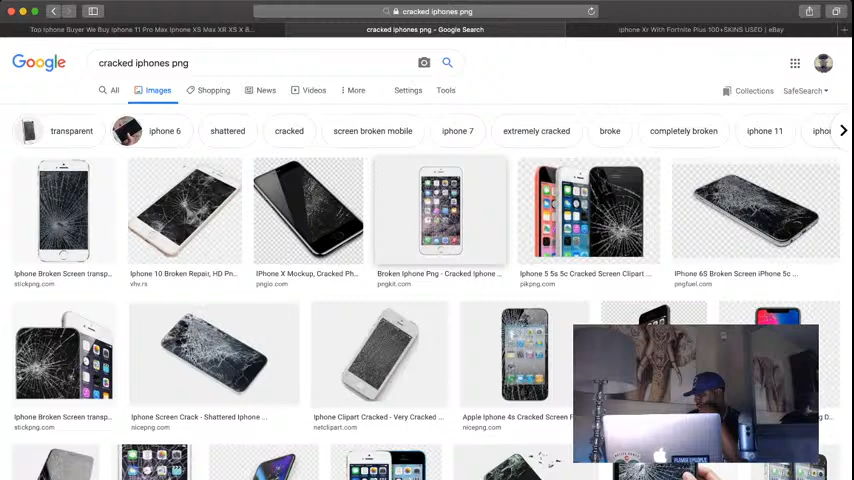 cracked iphones png
Top Iphone Buyer We Buy iphone 11 Pro Max Iphone XS Max XR XS X B...
cracked iphones png - Google Search
iphone Xr With Fortnite Plus 100+SKINS USED | eBay
Google
cracked iphones png
All
Images
Shopping
News
Videos
More
Settings
Tools
Collections
SafeSearch
transparent
iphone 6
shattered
cracked
screen broken mobile
iphone 7
extremely cracked
broke
completely broken
iphone 11
iphon
Iphone Broken Screen transp...
stickpng.com
Iphone 10 Broken Repair, HD Pn...
vhv.rs
IPhone X Mockup, Cracked Ph...
pngio.com
Broken Iphone Png - Cracked Iphone ...
pngkit.com
Iphone 5 5s 5c Cracked Screen Clipart ...
pikpng.com
IPhone 6S Broken Screen iPhone 5c ...
pngfuel.com
Iphone Broken Screen transp...
stickpng.com
Iphone Screen Crack - Shattered Iphone ...
nicepng.com
Iphone Clipart Cracked - Very Cracked ...
netclipart.com
Apple Iphone 4s Cracked Screen F
nicepng.com